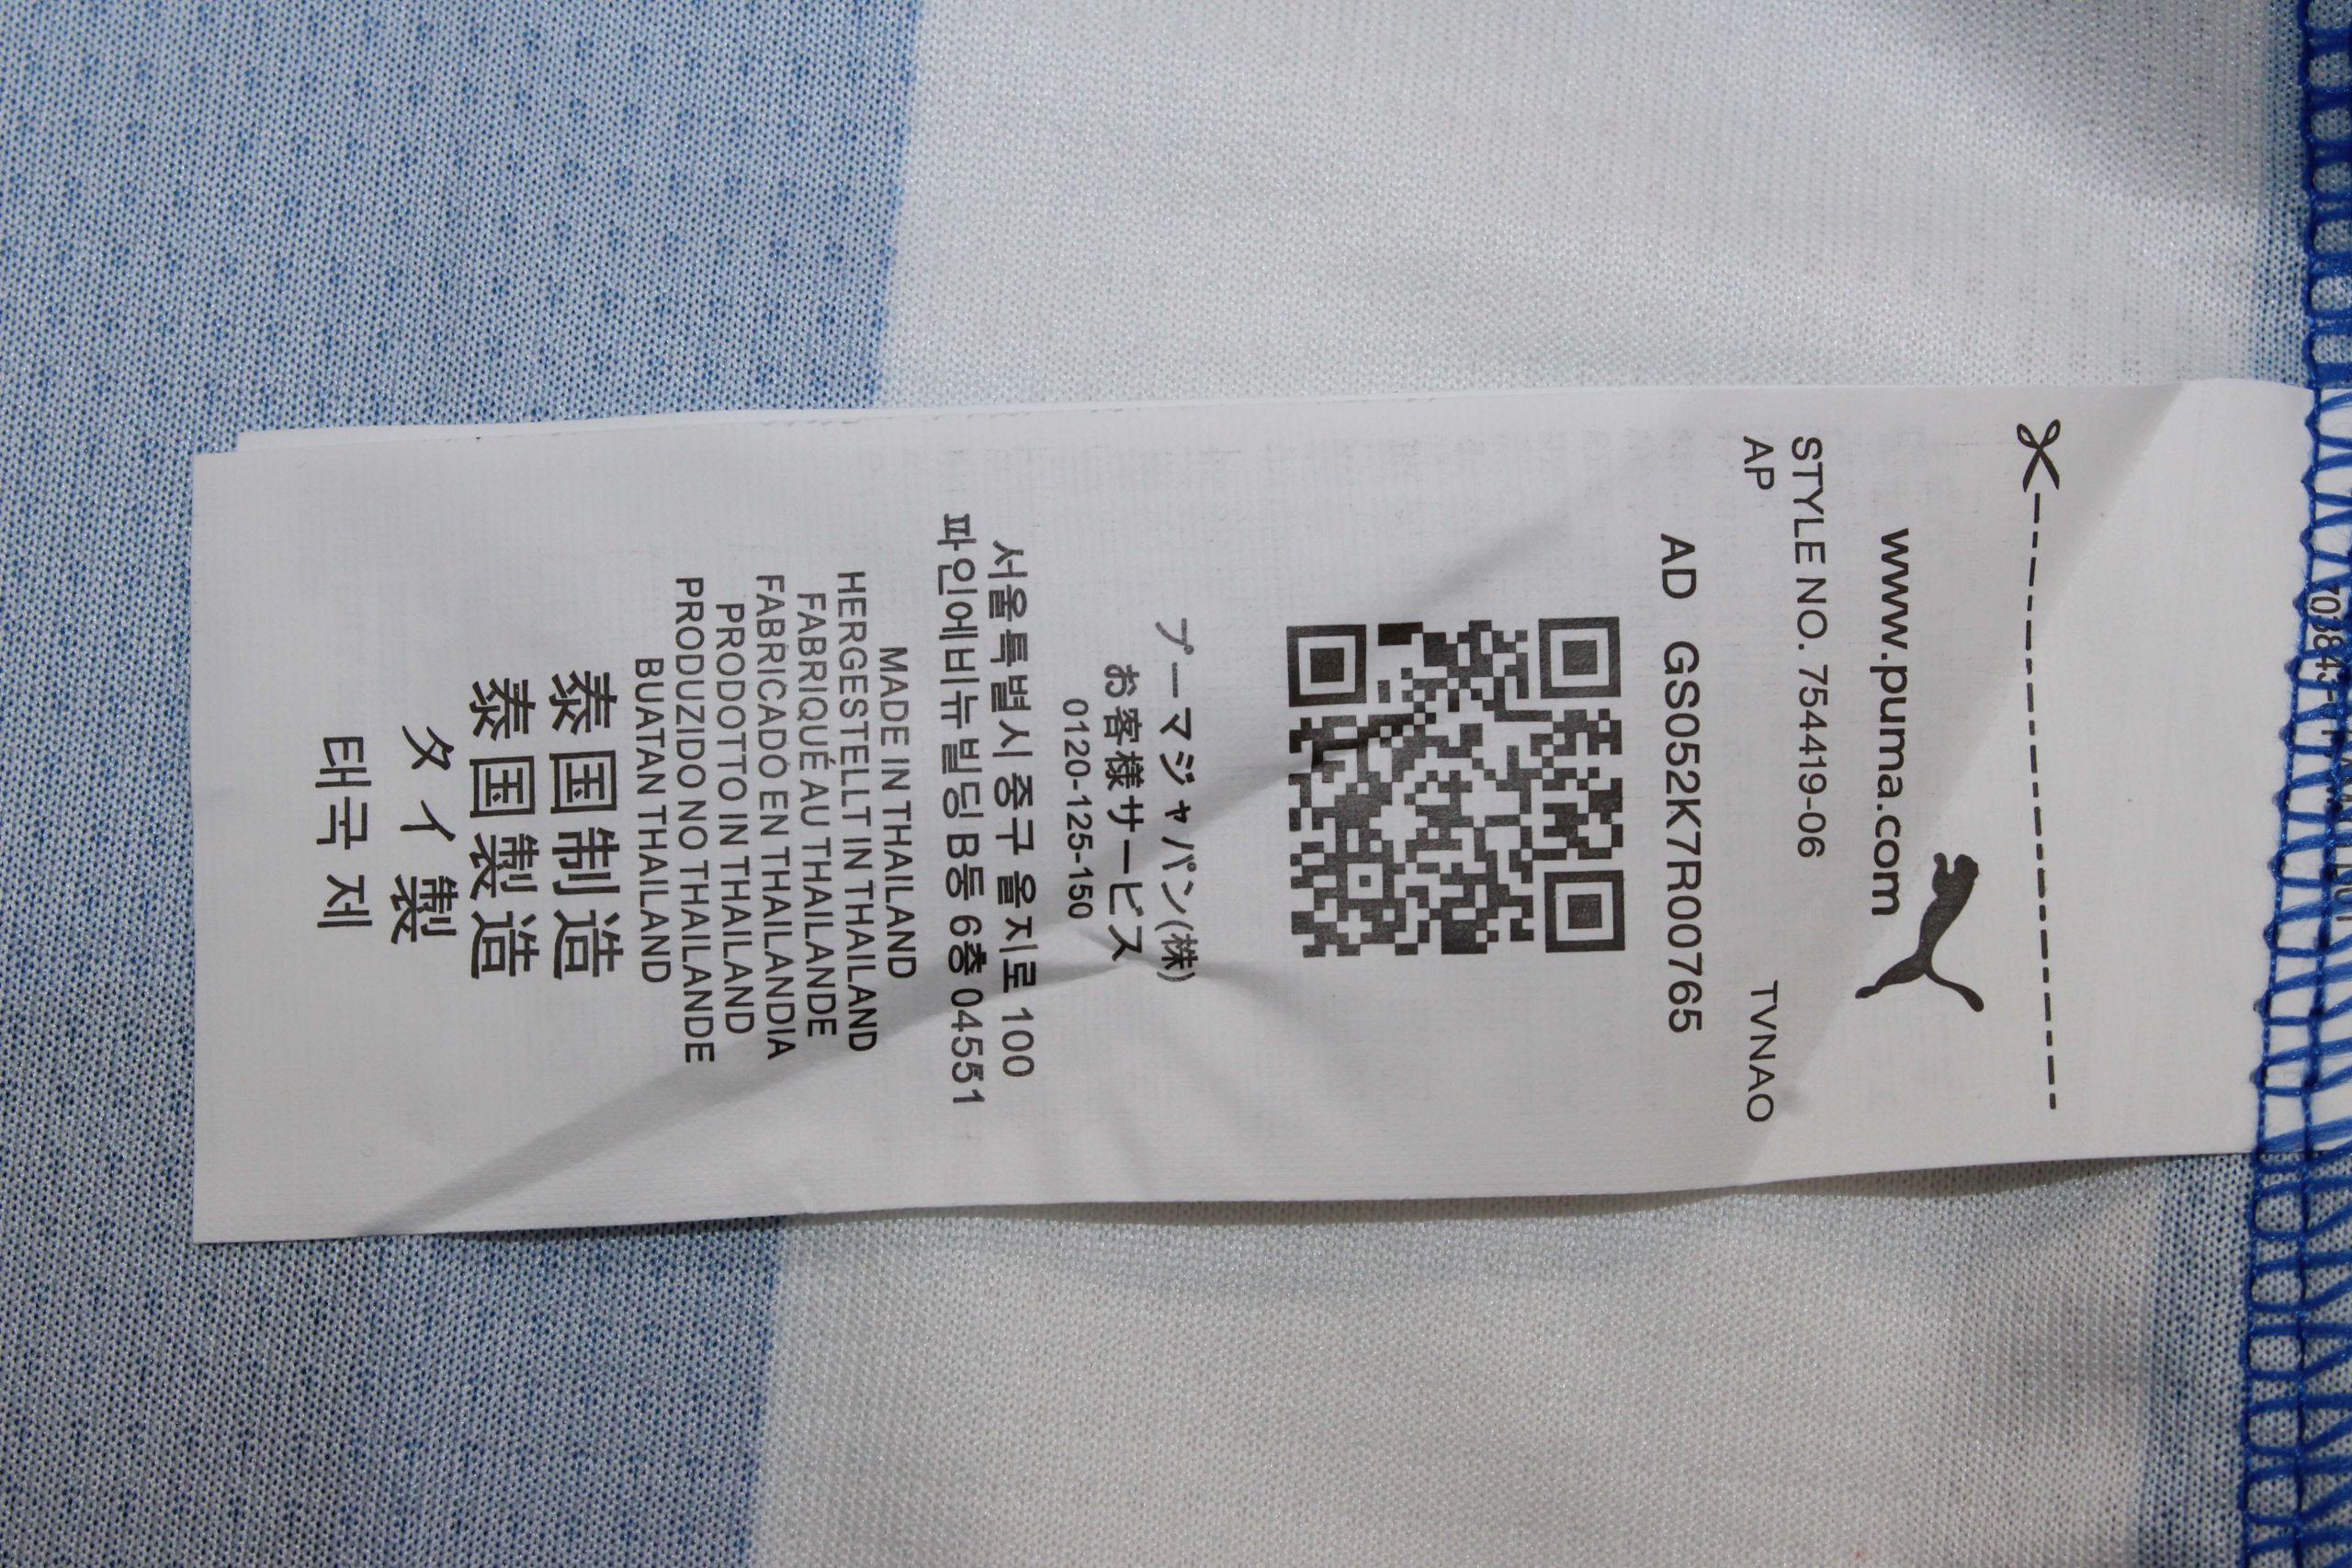 www.puma.com
STYLE NO. 754419-06
AP TVNAO
AD GS052K7R00765
プーマジャパン(株)
お客様サービス
0120-125-150
서울특별시 중구 을지로 100
파인에비뉴빌딩 B동 6층 04551
MADE IN THAILAND
HERGESTELLT IN THAILAND
FABRIQUÉ AU THAILANDE
FABRICADO EN THAILANDIA
PRODOTTO IN THAILAND
PRODUZIDO NO THAILANDE
BUATAN THAILAND
泰国制造
泰国製造
タイ製
태국 제